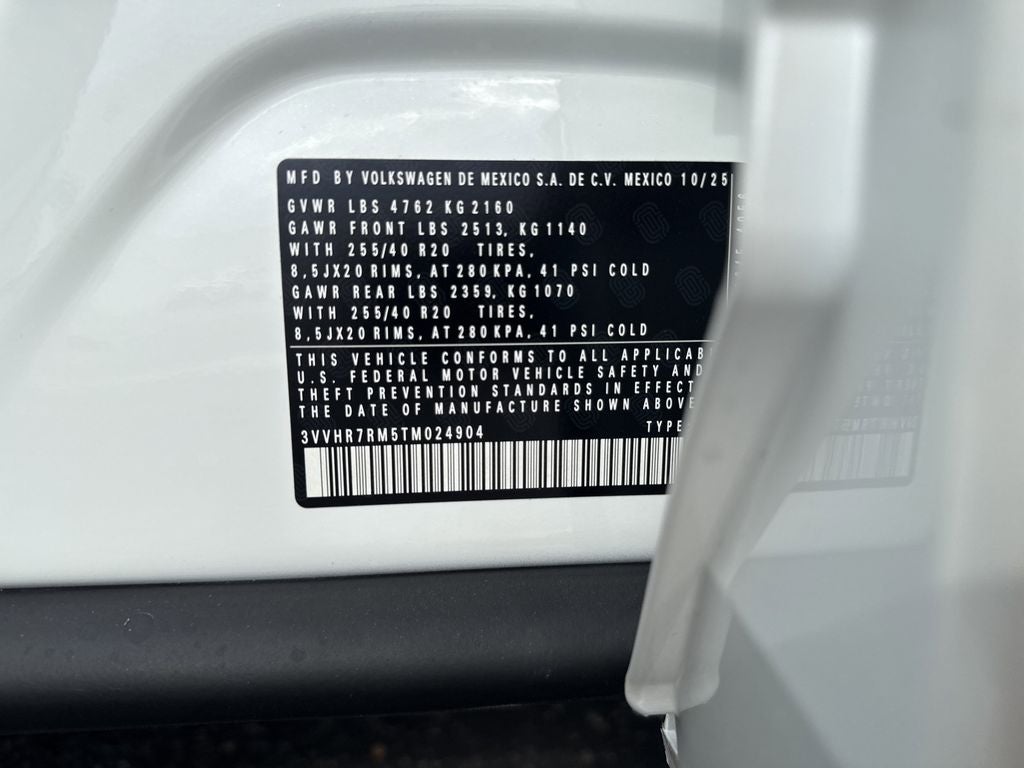 MFD BY VOLKSWAGEN DE MEXICO S.A. DE C.V. MEXICO 10/25
GVWR LBS 4762 KG 2160
GAWR FRONT LBS 2513, KG 1140
WITH 255/40 R20 TIRES,
8,5JX20 RIMS, AT 280 KPA, 41 PSI COLD
GAWR REAR LBS 2359, KG 1070
WITH 255/40 R20 TIRES,
8,5JX20 RIMS, AT 280 KPA, 41 PSI COLD
THIS VEHICLE CONFORMS TO ALL APPLICAB
U.S. FEDERAL MOTOR VEHICLE SAFETY AND
THEFT PREVENTION STANDARDS IN EFFECT
THE DATE OF MANUFACTURE SHOWN ABOVE
3VVHR7RM5TM024904 TYPE: